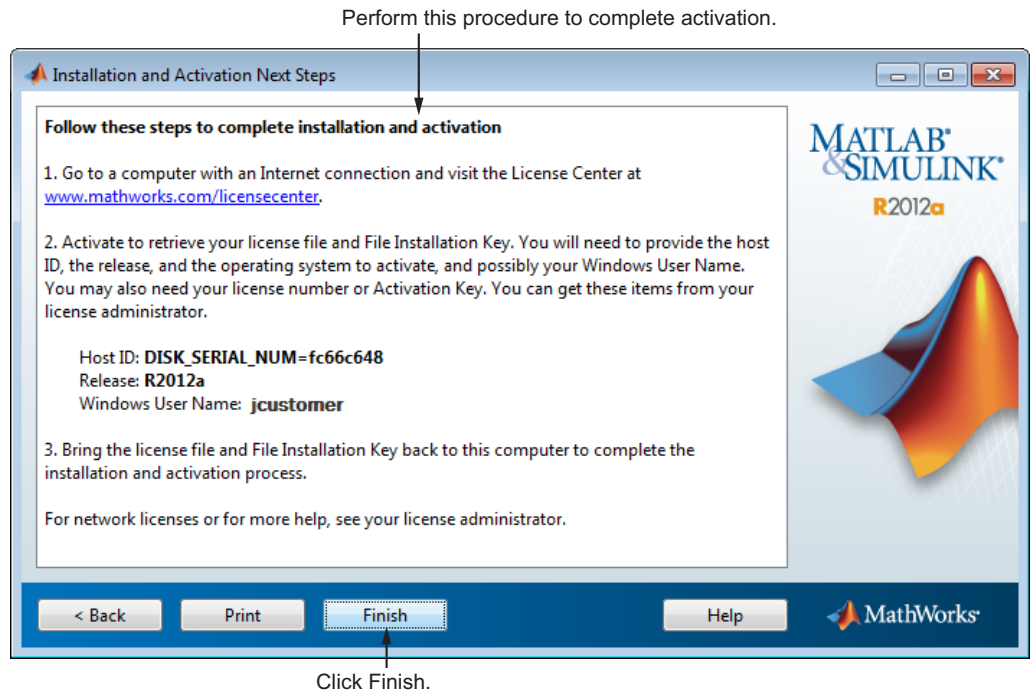 Perform this procedure to complete activation.
Installation and Activation Next Steps
Follow these steps to complete installation and activation
1. Go to a computer with an Internet connection and visit the License Center at
www.mathworks.com/licensecenter.
2. Activate to retrieve your license file and File Installation Key. You will need to provide the host
ID, the release, and the operating system to activate, and possibly your Windows User Name.
You may also need your license number or Activation Key. You can get these items from your
license administrator.
Host ID: DISK_SERIAL_NUM=fc66c648
Release: R2012a
Windows User Name: jcustomer
3. Bring the license file and File Installation Key back to this computer to complete the
installation and activation process.
For network licenses or for more help, see your license administrator.
MATLAB®
&SIMULINK®
R2012a
< Back
Print
Finish
Help
MathWorks®
Click Finish.